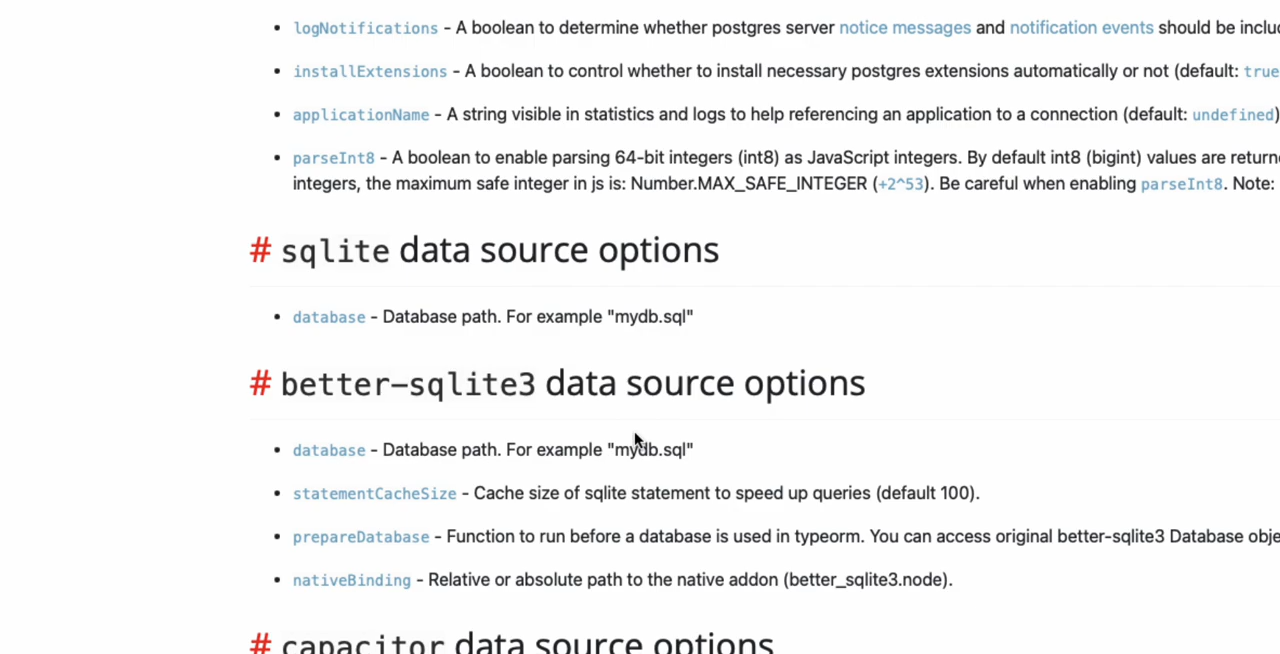 logNotifications - A boolean to determine whether postgres server notice messages and notification events should be
installExtensions - A boolean to control whether to install necessary postgres extensions automatically or not (default: true
applicationName - A string visible in statistics and logs to help referencing an application to a connection (default: undefined)
parseInt8 - A boolean to enable parsing 64-bit integers (int8) as JavaScript integers. By default int8 (bigint) values are
integers, the maximum safe integer in js is: Number.MAX_SAFE_INTEGER (+2^53). Be careful when enabling parseInt8. Note:
# sqlite data source options
database - Database path. For example "mydb.sql"
# better-sqlite3 data source options
database - Database path. For example "mydb.sql"
statementCacheSize - Cache size of sqlite statement to speed up queries (default 100).
prepareDatabase - Function to run before a database is used in typeorm. You can access original better-sqlite3 Database
nativeBinding - Relative or absolute path to the native addon (better_sqlite3.node).
# capacitor data source options